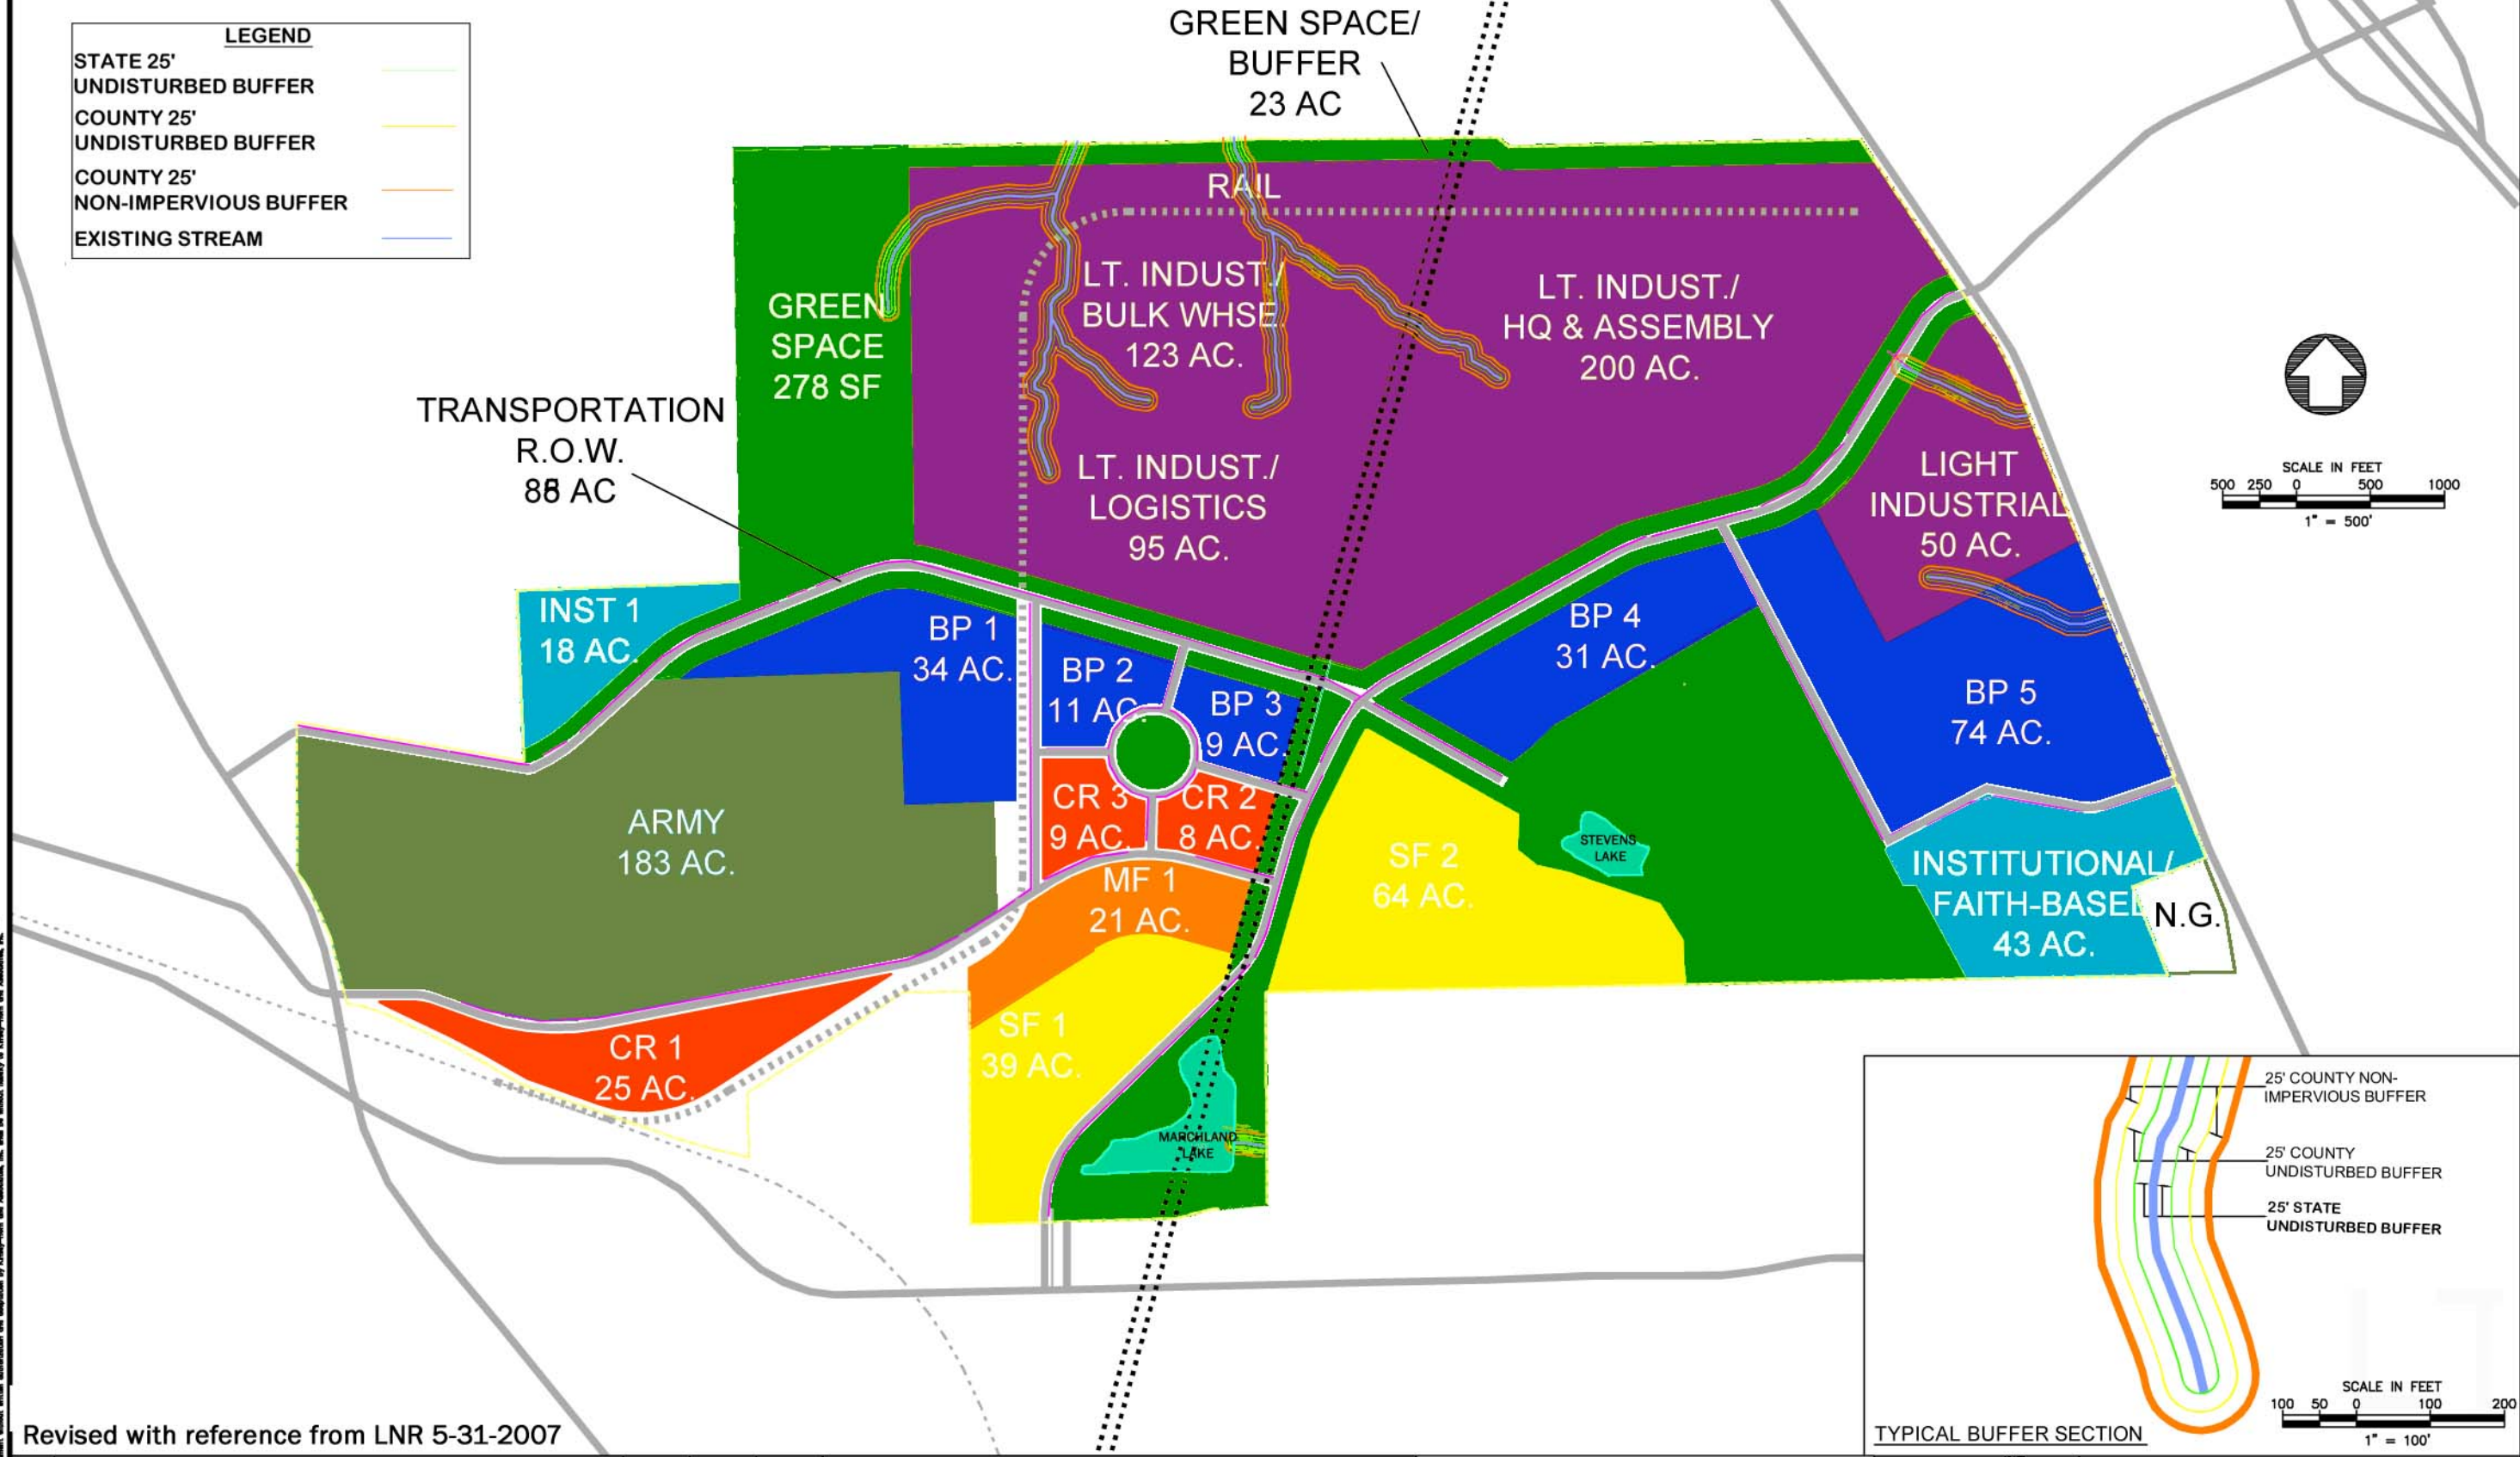 LEGEND
STATE 25'
UNDISTURBED BUFFER
COUNTY 25'
UNDISTURBED BUFFER
COUNTY 25'
NON-IMPERVIOUS BUFFER
EXISTING STREAM
GREEN SPACE/
BUFFER
23 AC
RAIL
GREEN
SPACE
278 SF
LT. INDUST./
BULK WHSE.
123 AC.
LT. INDUST./
HQ & ASSEMBLY
200 AC.
TRANSPORTATION
R.O.W.
AC
LT. INDUST./
LOGISTICS
95 AC.
LIGHT
INDUSTRIAL
50 AC.
SCALE IN FEET
500 250 0 500 1000
1" = 500'
INST 1
18 AC.
BP 1
34 AC.
BP 2
11 AC.
BP 3
9 AC.
BP 4
31 AC.
BP 5
74 AC.
ARMY
183 AC.
CR 3
9 AC.
CR 2
8 AC.
MF 1
21 AC.
SF 2
64 AC.
STEVENS
LAKE
INSTITUTIONAL/
FAITH-BASED
43 AC.
N.G.
CR 1
25 AC.
SF 1
39 AC.
MARCHLAND
LAKE
25' COUNTY NON-
IMPERVIOUS BUFFER
25' COUNTY
UNDISTURBED BUFFER
25' STATE
UNDISTURBED BUFFER
SCALE IN FEET
100 50 0 100 200
1" = 100'
TYPICAL BUFFER SECTION
Revised with reference from LNR 5-31-2007